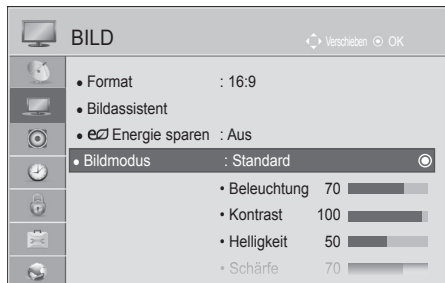 BILD Verschieben OK
• Format : 16:9
• Bildassistent
• Energie sparen : Aus
• Bildmodus : Standard
• Beleuchtung 70
• Kontrast 100
• Helligkeit 50
• Schärfe 70